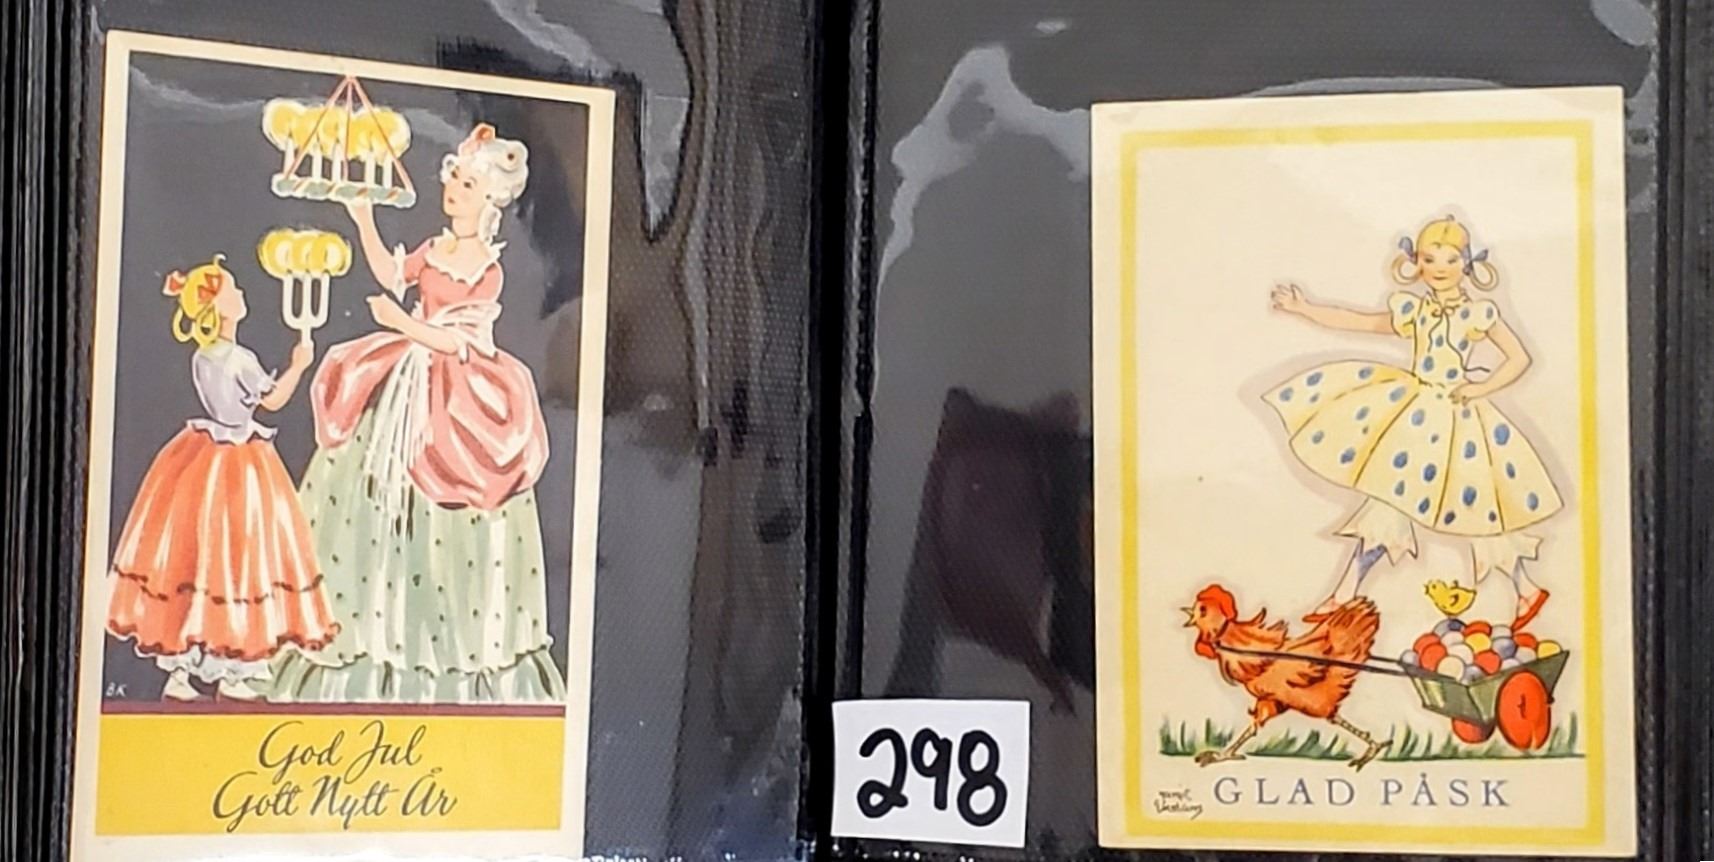 BK
God Jul
Gott Nytt År
298
GLAD PÅSK